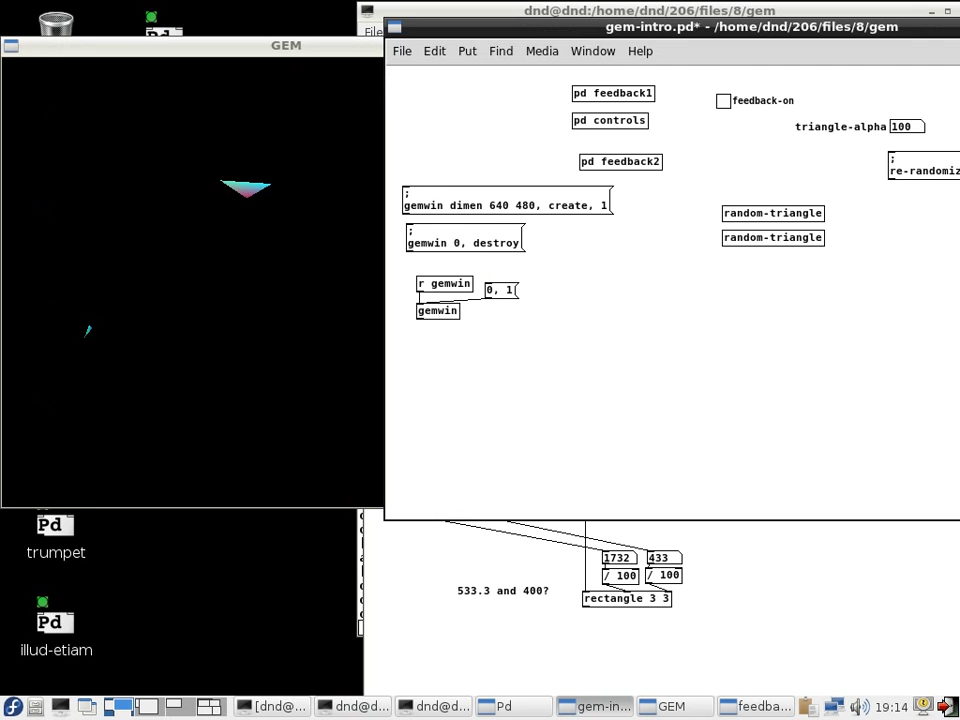 dnd@dnd:/home/dnd/206/files/8/gem
gem-intro.pd* - /home/dnd/206/files/8/gem
GEM
File Edit Put Find Media Window Help
File
pd feedback1
feedback-on
pd controls
triangle-alpha 100
pd feedback2
;
re-randomiz
;
gemwin dimen 640 480, create, 1
random-triangle
;
gemwin 0, destroy
random-triangle
r gemwin
0, 1
gemwin
Pd
trumpet
1732 433
/ 100 / 100
533.3 and 400?
rectangle 3 3
Pd
illud-etiam
[dnd@... dnd@d... dnd@d... Pd gem-in... GEM feedba... 19:14